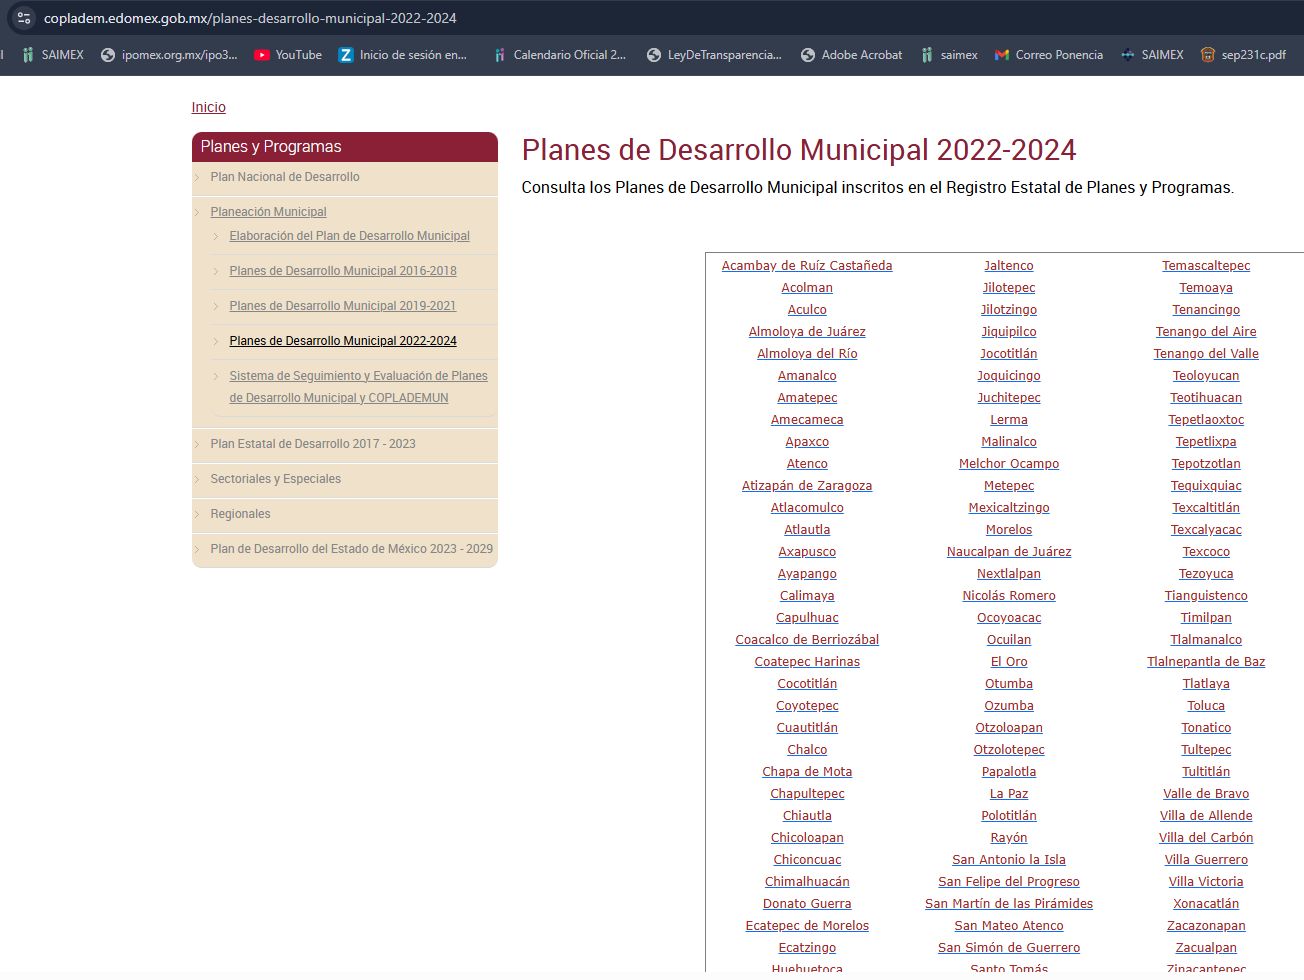 copladem.edomex.gob.mx/planes-desarrollo-municipal-2022-2024
SAIMEX
ipomex.org.mx/ipo3...
YouTube
Inicio de sesión en...
Calendario Oficial 2...
LeyDeTransparencia...
Adobe Acrobat
saimex
Correo Ponencia
SAIMEX
sep231c.pdf
Inicio
Planes y Programas
Plan Nacional de Desarrollo
Planeación Municipal
Elaboración del Plan de Desarrollo Municipal
Planes de Desarrollo Municipal 2016-2018
Planes de Desarrollo Municipal 2019-2021
Planes de Desarrollo Municipal 2022-2024
Sistema de Seguimiento y Evaluación de Planes
de Desarrollo Municipal y COPLADEMUN
Plan Estatal de Desarrollo 2017 - 2023
Sectoriales y Especiales
Regionales
Plan de Desarrollo del Estado de México 2023 - 2029
Planes de Desarrollo Municipal 2022-2024
Consulta los Planes de Desarrollo Municipal inscritos en el Registro Estatal de Planes y Programas.
Acambay de Ruíz Castañeda Jaltenco Temascaltepec
Acolman Jilotepec Temoaya
Aculco Jilotzingo Tenancingo
Almoloya de Juárez Jiquipilco Tenango del Aire
Almoloya del Río Jocotitlán Tenango del Valle
Amanalco Joquicingo Teoloyucan
Amatepec Juchitepec Teotihuacan
Amecameca Lerma Tepetlaoxtoc
Apaxco Malinalco Tepetlixpa
Atenco Melchor Ocampo Tepotzotlan
Atizapán de Zaragoza Metepec Tequixquiac
Atlacomulco Mexicaltzingo Texcaltitlán
Atlautla Morelos Texcalyacac
Axapusco Naucalpan de Juárez Texcoco
Ayapango Nextlalpan Tezoyuca
Calimaya Nicolás Romero Tianguistenco
Capulhuac Ocoyoacac Timilpan
Coacalco de Berriozábal Ocuilan Tlalmanalco
Coatepec Harinas El Oro Tlalnepantla de Baz
Cocotitlán Otumba Tlatlaya
Coyotepec Ozumba Toluca
Cuautitlán Otzoloapan Tonatico
Chalco Otzolotepec Tultepec
Chapa de Mota Papalotla Tultitlán
Chapultepec La Paz Valle de Bravo
Chiautla Polotitlán Villa de Allende
Chicoloapan Rayón Villa del Carbón
Chiconcuac San Antonio la Isla Villa Guerrero
Chimalhuacán San Felipe del Progreso Villa Victoria
Donato Guerra San Martín de las Pirámides Xonacatlán
Ecatepec de Morelos San Mateo Atenco Zacazonapan
Ecatzingo San Simón de Guerrero Zacualpan
Huehuetoca Santo Tomás Zinacantepec